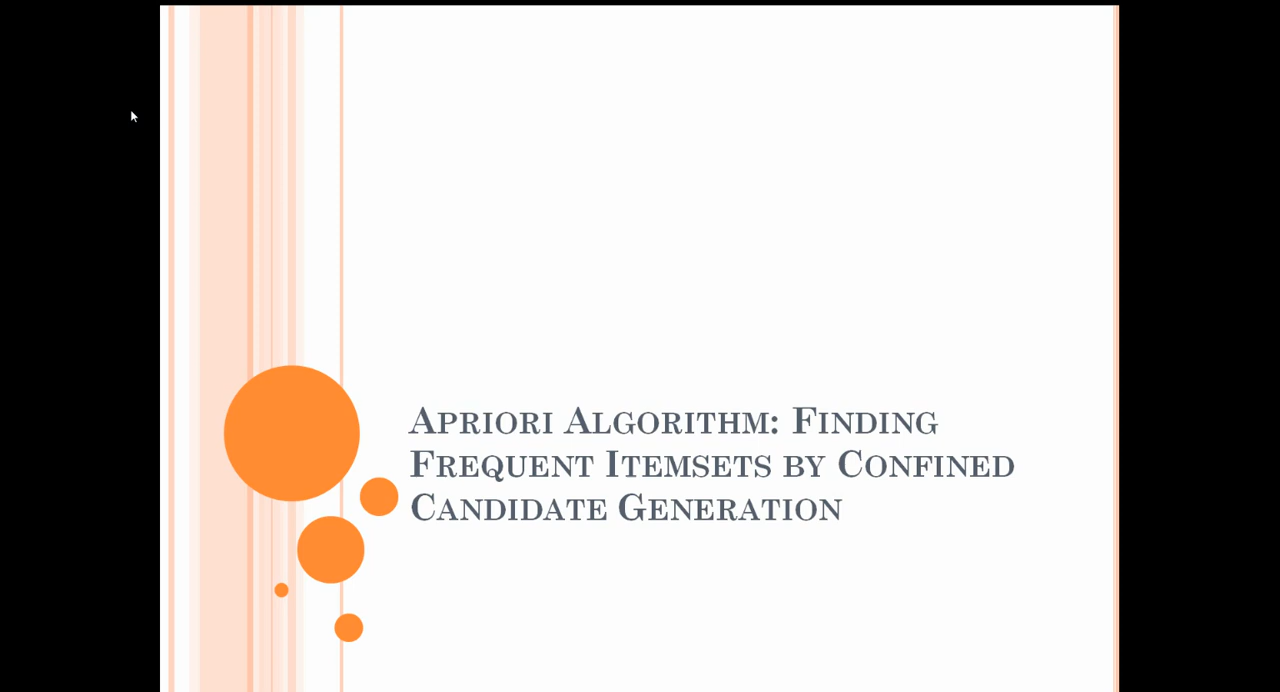 Apriori Algorithm: Finding
Frequent Itemsets by Confined
Candidate Generation